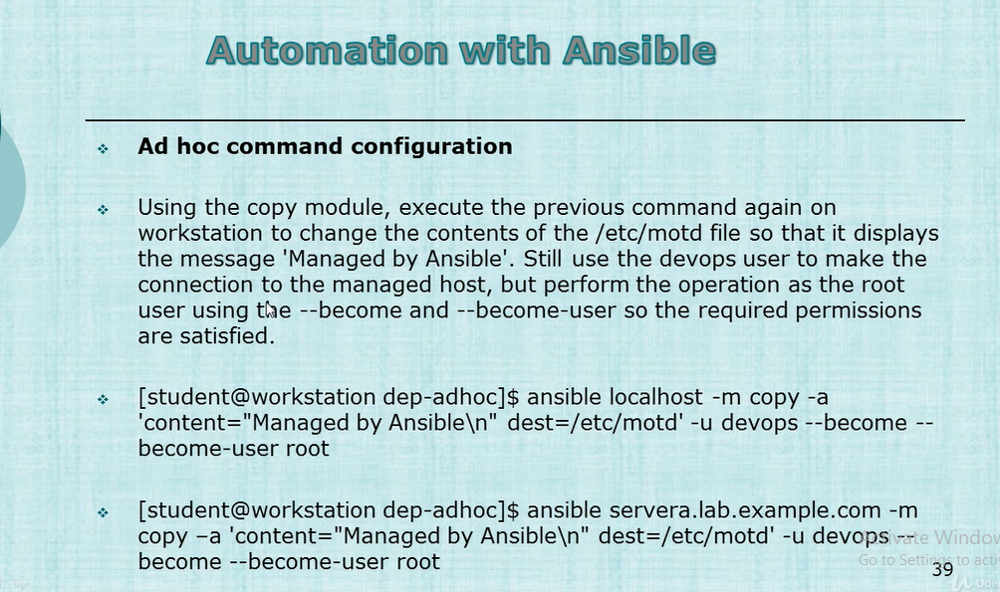 Automation with Ansible
Ad hoc command configuration
Using the copy module, execute the previous command again on
workstation to change the contents of the /etc/motd file so that it displays
the message 'Managed by Ansible'. Still use the devops user to make the
connection to the managed host, but perform the operation as the root
user using the --become and --become-user so the required permissions
are satisfied.
[student@workstation dep-adhoc]$ ansible localhost -m copy -a
'content="Managed by Ansible\n" dest=/etc/motd' -u devops --become --
become-user root
[student@workstation dep-adhoc]$ ansible servera.lab.example.com -m
copy –a 'content="Managed by Ansible\n" dest=/etc/motd' -u devops --
become --become-user root
Activate Window
Go to Settings to acti
39